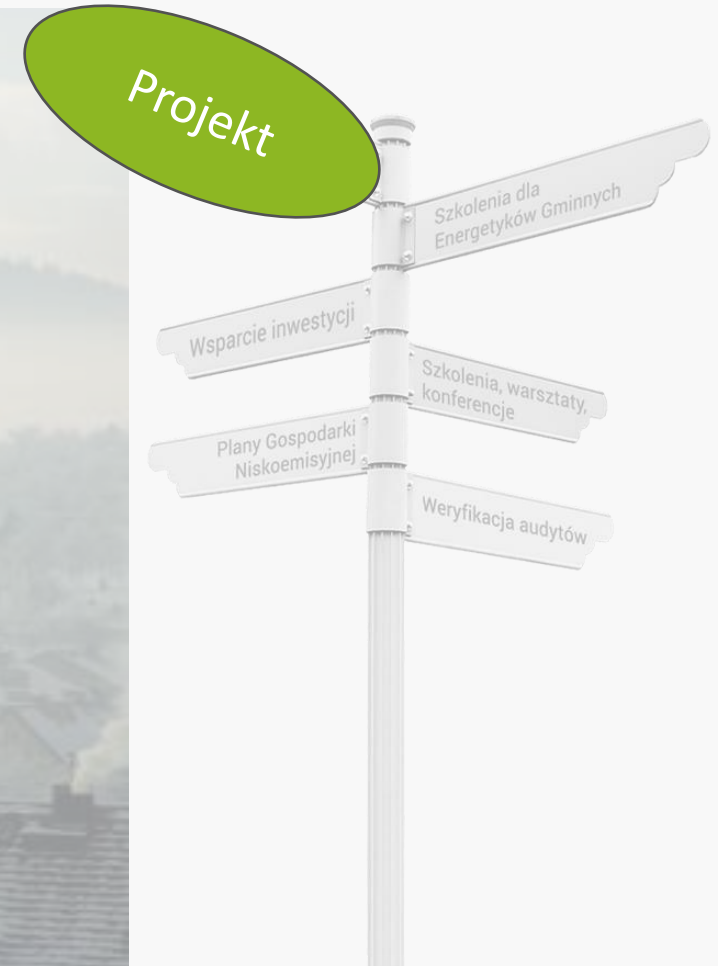 Projekt
Szkolenia dla
Energetyków Gminnych
Wsparcie inwestycji
Szkolenia, warsztaty,
konferencje
Plany Gospodarki
Niskoemisyjnej
Weryfikacja audytów